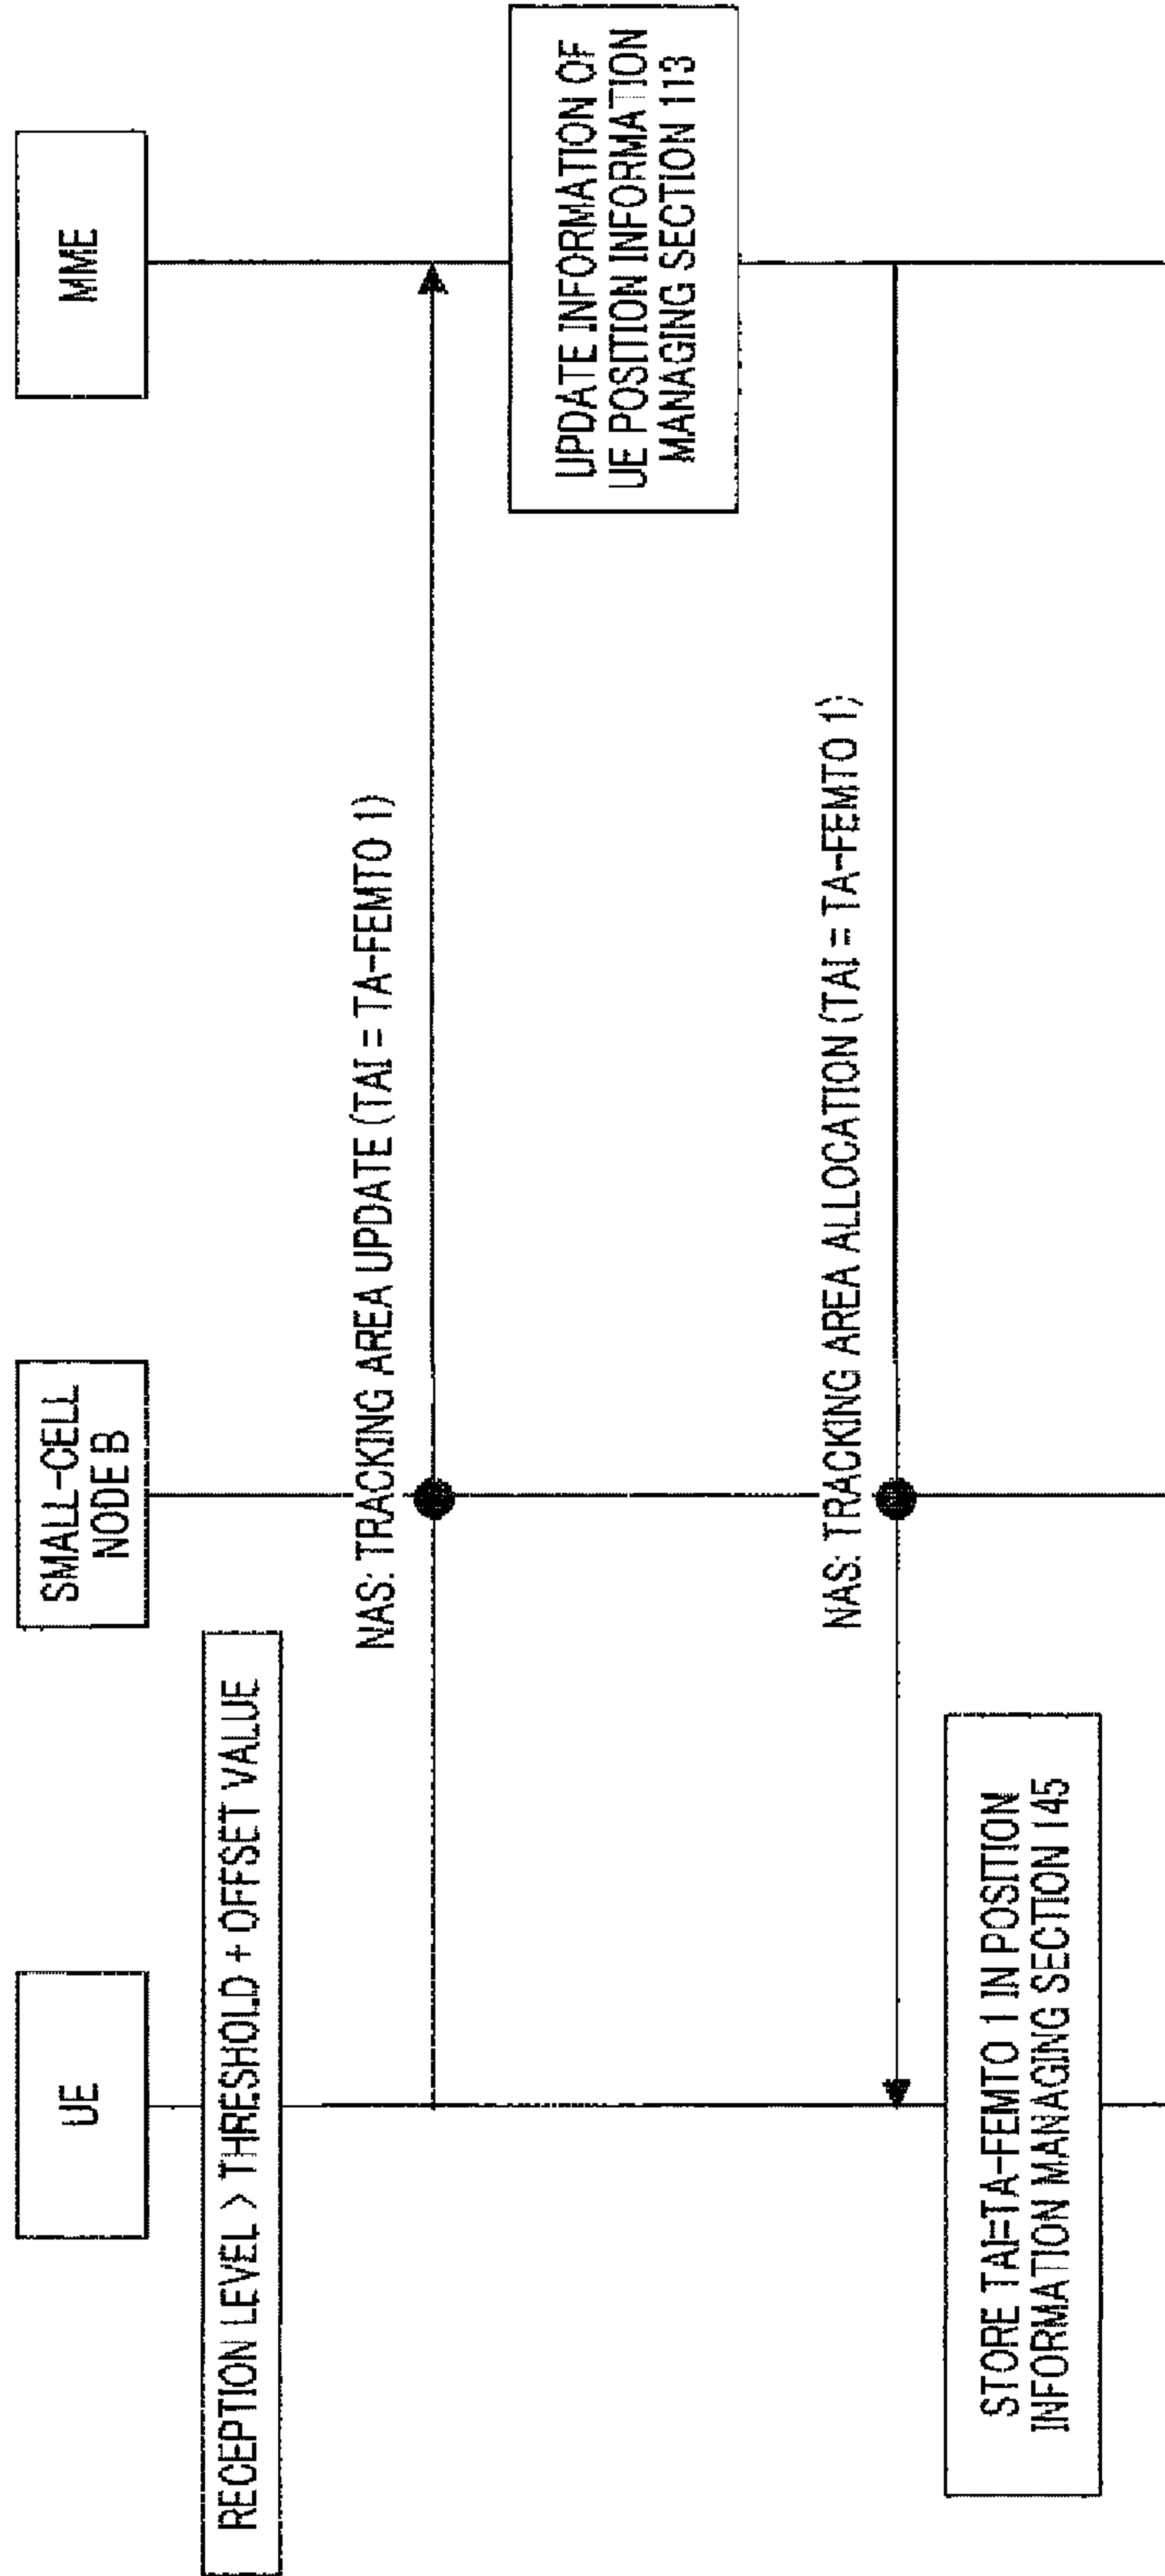 UE
SMALL-CELL
NODE B
MME
RECEPTION LEVEL > THRESHOLD + OFFSET VALUE
NAS: TRACKING AREA UPDATE (TAI = TA-FEMTO 1)
UPDATE INFORMATION OF
UE POSITION INFORMATION
MANAGING SECTION 113
NAS: TRACKING AREA ALLOCATION (TAI = TA-FEMTO 1)
STORE TAI=TA-FEMTO 1 IN POSITION
INFORMATION MANAGING SECTION 145